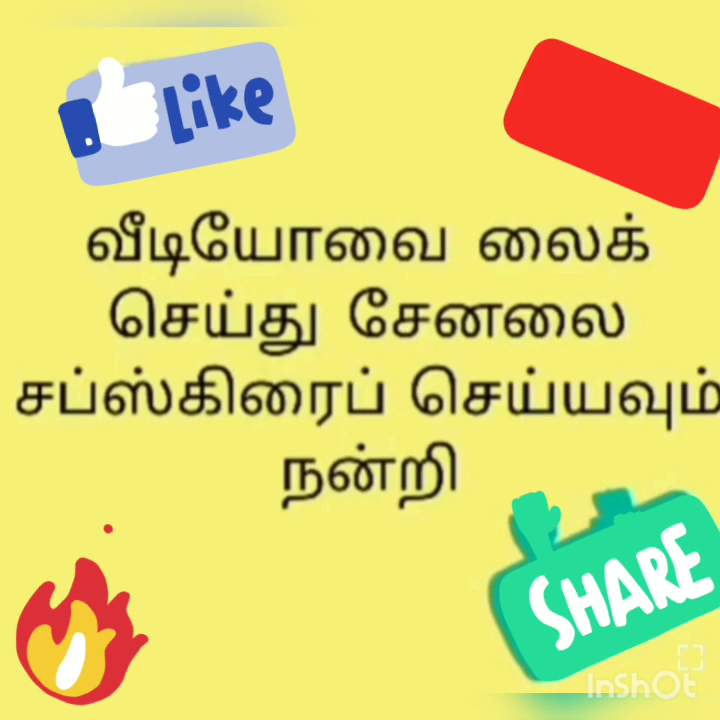 Like
வீடியோவை லைக்
செய்து சேனலை
சப்ஸ்கிரைப் செய்யவும்
நன்றி
SHARE
InShOt